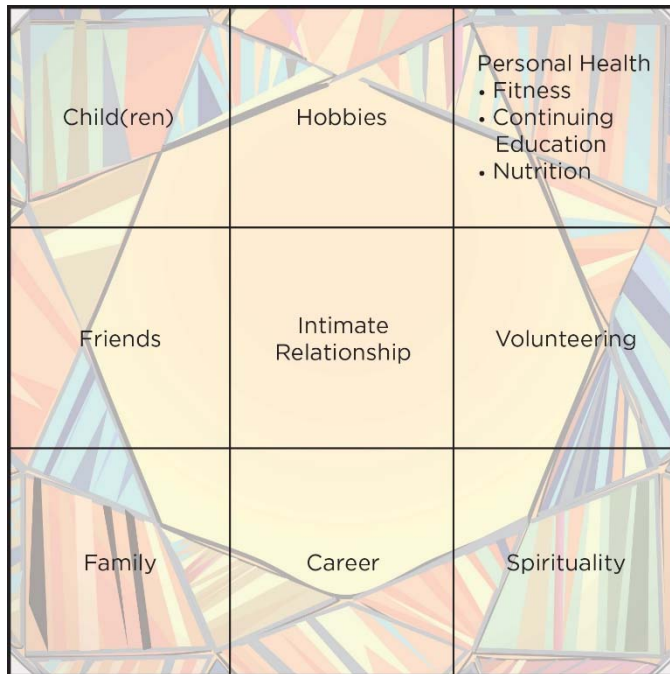 Child(ren)
Hobbies
Personal Health
• Fitness
• Continuing
Education
• Nutrition
Friends
Intimate
Relationship
Volunteering
Family
Career
Spirituality